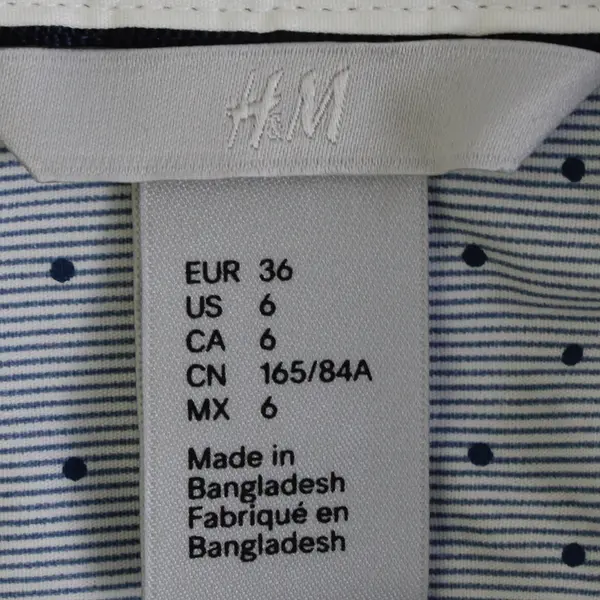 H&M
EUR 36
US 6
CA 6
CN 165/84A
MX 6
Made in
Bangladesh
Fabriqué en
Bangladesh